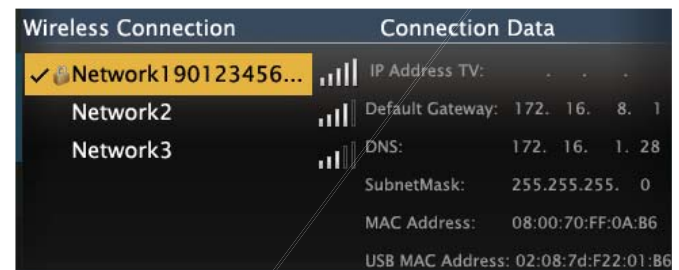 Wireless Connection
Connection Data
✓ Network190123456...
Network2
Network3
IP Address TV: . . .
Default Gateway: 172. 16. 8. 1
DNS: 172. 16. 1. 28
SubnetMask: 255.255.255. 0
MAC Address: 08:00:70:FF:0A:B6
USB MAC Address: 02:08:7d:F22:01:B6